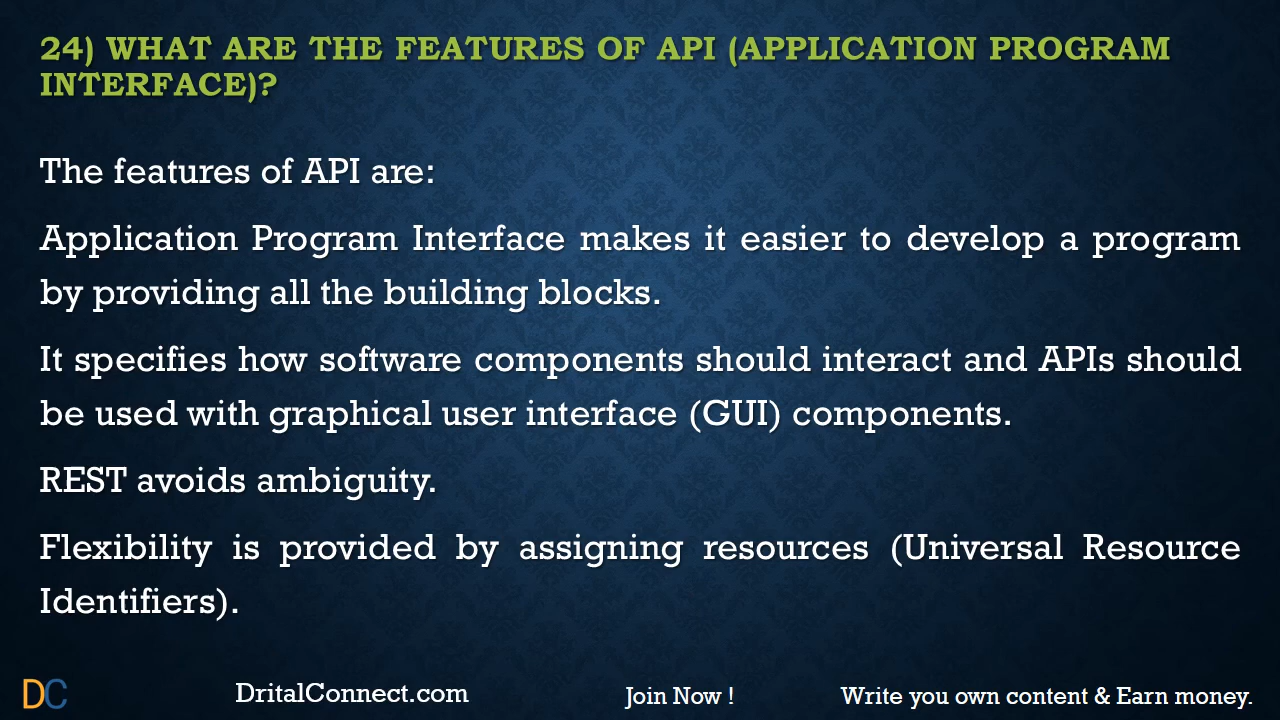 24) WHAT ARE THE FEATURES OF API (APPLICATION PROGRAM
INTERFACE)?
The features of API are:
Application Program Interface makes it easier to develop a program
by providing all the building blocks.
It specifies how software components should interact and APIs should
be used with graphical user interface (GUI) components.
REST avoids ambiguity.
Flexibility is provided by assigning resources (Universal Resource
Identifiers).
DC
DritalConnect.com
Join Now !
Write you own content & Earn money.